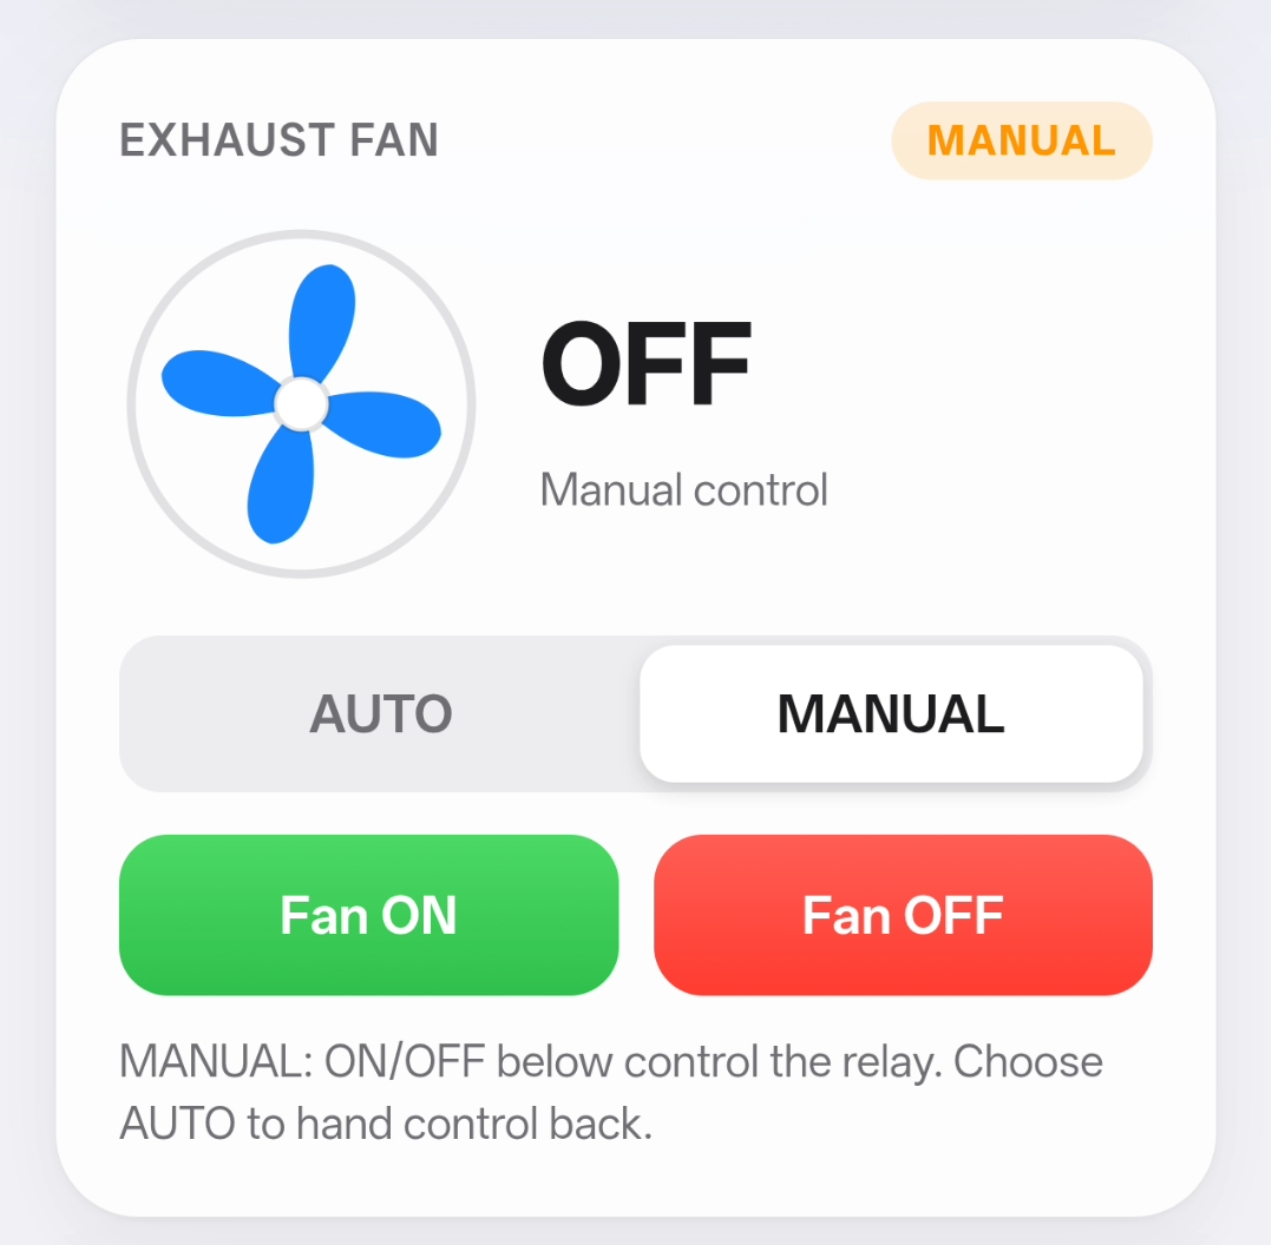 EXHAUST FAN
MANUAL
OFF
Manual control
AUTO
MANUAL
Fan ON
Fan OFF
MANUAL: ON/OFF below control the relay. Choose
AUTO to hand control back.